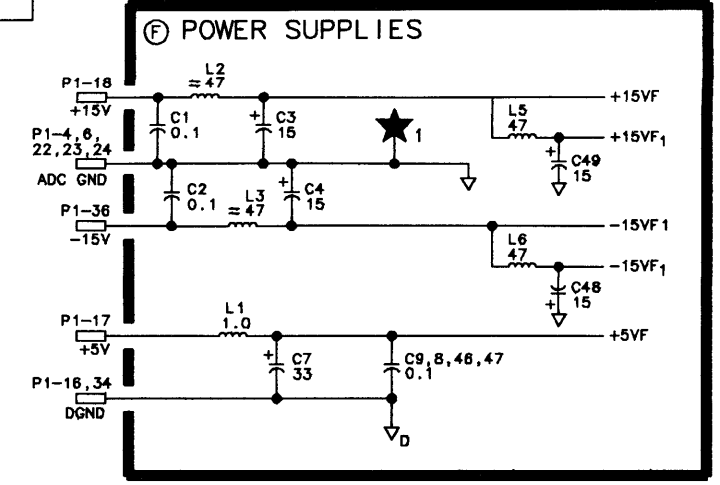 F POWER SUPPLIES
P1-18
+15V
L2
≈47
+15VF
C1
0.1
+ C3
15
1
L5
47
+15VF1
P1-4,6,
22,23,24
ADC GND
+ C49
15
C2
0.1
L3
≈47
+ C4
15
P1-36
-15V
-15VF1
L6
47
-15VF1
C48
+ 15
P1-17
+5V
L1
1.0
+5VF
+ C7
33
C9,8,46,47
0.1
P1-16,34
DGND
D